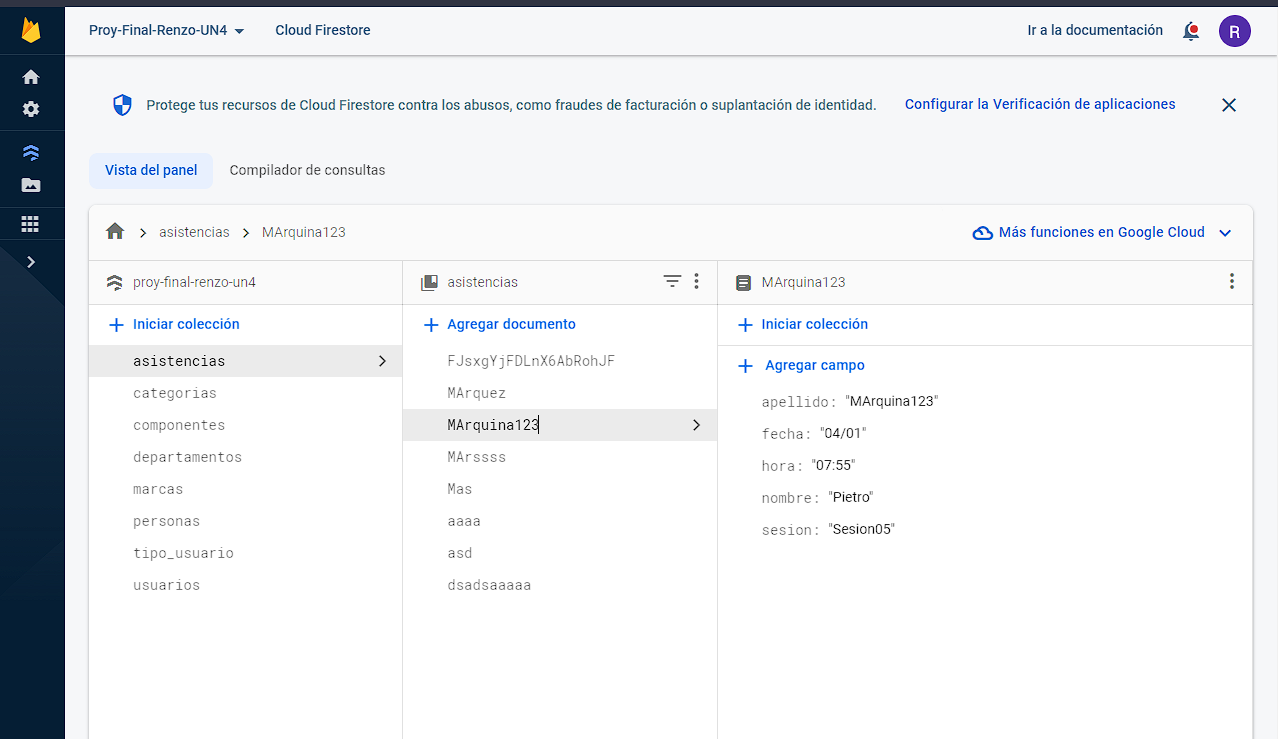 Proy-Final-Renzo-UN4 Cloud Firestore Ir a la documentación R
Protege tus recursos de Cloud Firestore contra los abusos, como fraudes de facturación o suplantación de identidad. Configurar la Verificación de aplicaciones
Vista del panel Compilador de consultas
asistencias MArquina123 Más funciones en Google Cloud
proy-final-renzo-un4
Iniciar colección
asistencias
categorias
componentes
departamentos
marcas
personas
tipo_usuario
usuarios
asistencias
Agregar documento
FJsxgYjFDLnX6AbRohJF
MArquez
MArquina123
MArssss
Mas
aaaa
asd
dsadsaaaaa
MArquina123
Iniciar colección
Agregar campo
apellido: "MArquina123"
fecha: "04/01"
hora: "07:55"
nombre: "Pietro"
sesion: "Sesion05"